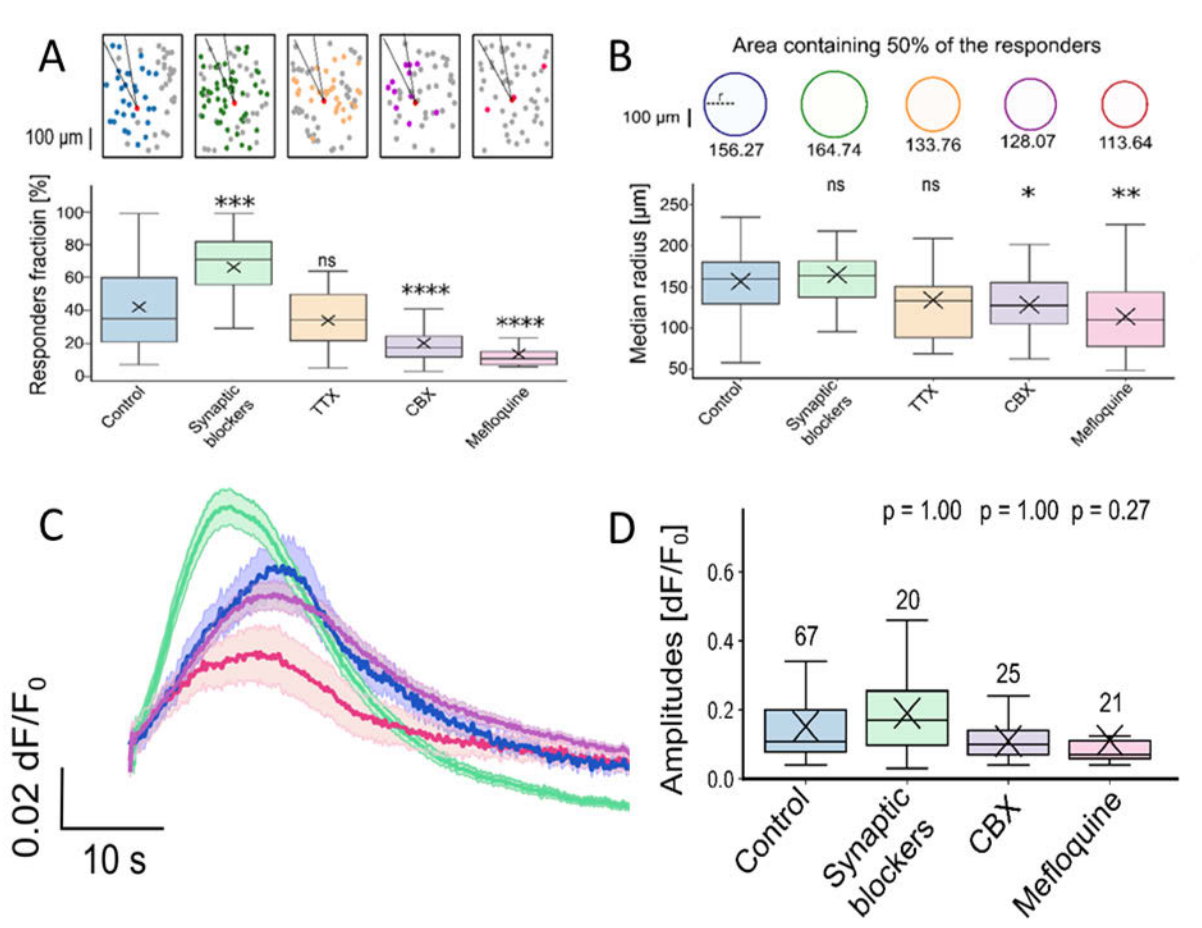 A
100 µm
Responders fractioin [%]
100
80
60
40
20
0
***
ns
****
****
Control
Synaptic
blockers
TTX
CBX
Mefloquine
B
Area containing 50% of the responders
r
100 µm
156.27
164.74
133.76
128.07
113.64
Median radius [µm]
250
200
150
100
50
ns
ns
*
**
Control
Synaptic
blockers
TTX
CBX
Mefloquine
C
0.02 dF/F0
10 s
D
p = 1.00 p = 1.00 p = 0.27
Amplitudes [dF/F0]
0.6
0.4
0.2
0.0
67
20
25
21
Control
Synaptic
blockers
CBX
Mefloquine